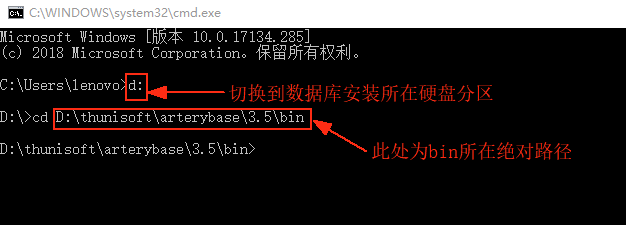 C:\WINDOWS\system32\cmd.exe
Microsoft Windows [版本 10.0.17134.285]
(c) 2018 Microsoft Corporation。保留所有权利。
C:\Users\lenovo>d:
切换到数据库安装所在硬盘分区
D:\>cd D:\thunisoft\arterybase\3.5\bin
此处为bin所在绝对路径
D:\thunisoft\arterybase\3.5\bin>